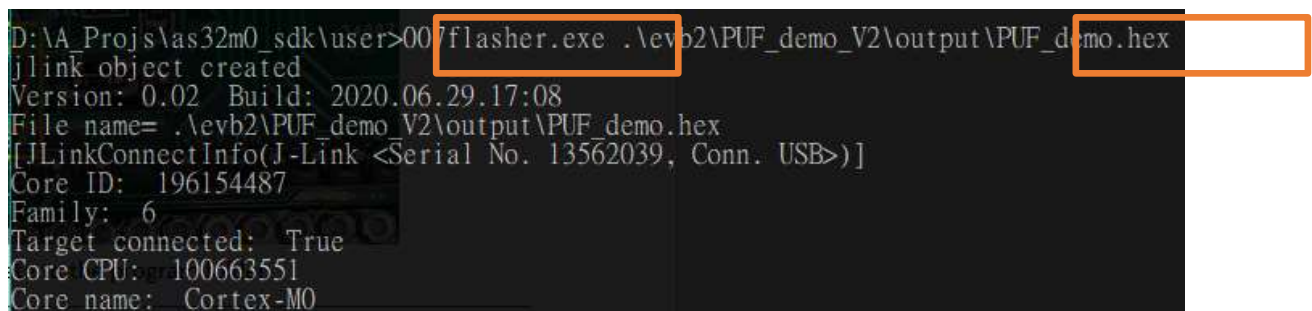 D:\A_Projs\as32m0_sdk\user>007flasher.exe .\evb2\PUF_demo_V2\output\PUF_demo.hex
jlink object created
Version: 0.02  Build: 2020.06.29.17:08
File name= .\evb2\PUF_demo_V2\output\PUF_demo.hex
[JLinkConnectInfo(J-Link <Serial No. 13562039, Conn. USB>)]
Core ID:  196154487
Family:  6
Target connected:  True
Core CPU:  100663551
Core name:  Cortex-M0